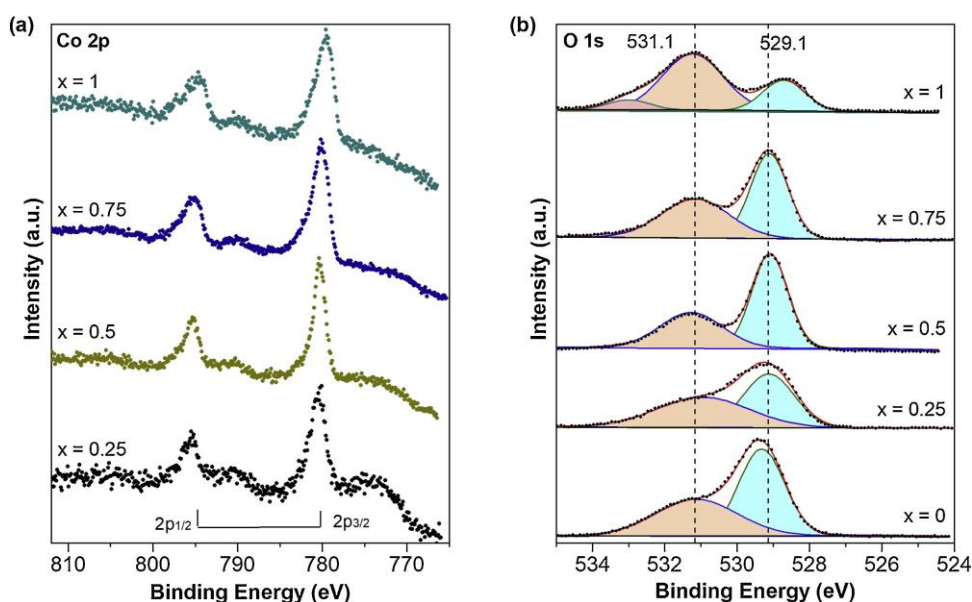 (a)
Co 2p
x = 1
x = 0.75
x = 0.5
x = 0.25
2p1/2
2p3/2
810 800 790 780 770
Binding Energy (eV)
Intensity (a.u.)
(b)
O 1s
531.1
529.1
x = 1
x = 0.75
x = 0.5
x = 0.25
x = 0
534 532 530 528 526 524
Binding Energy (eV)
Intensity (a.u.)